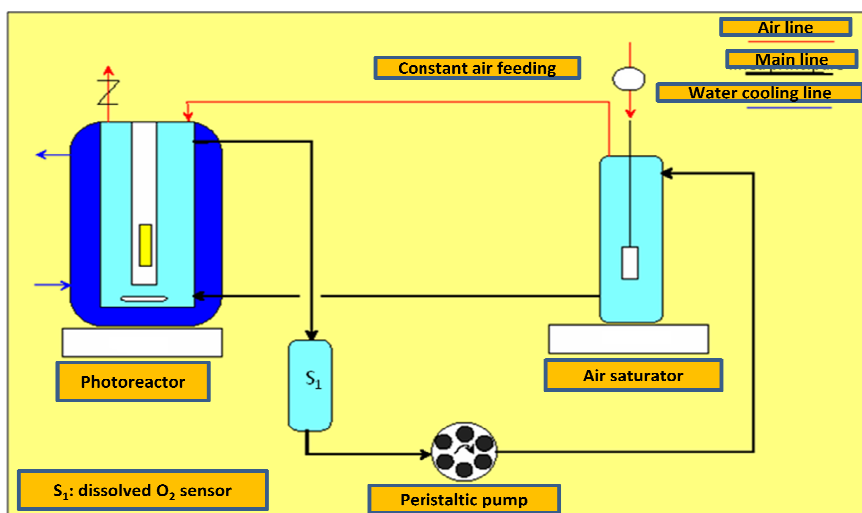 Air line
Main line
Water cooling line
Constant air feeding
Photoreactor
S₁
Air saturator
Peristaltic pump
S₁: dissolved O₂ sensor